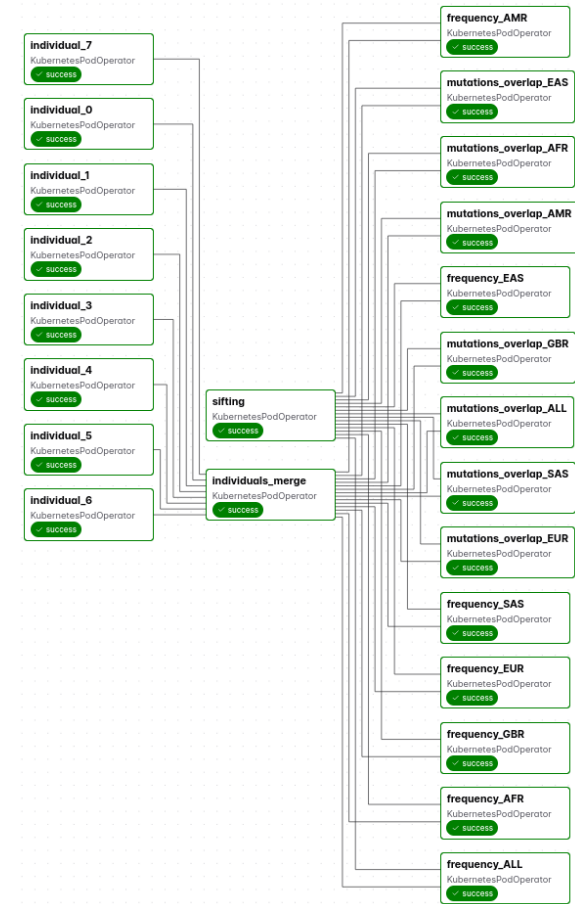 individual_7
KubernetesPodOperator
✓ success
individual_0
KubernetesPodOperator
✓ success
individual_1
KubernetesPodOperator
✓ success
individual_2
KubernetesPodOperator
✓ success
individual_3
KubernetesPodOperator
✓ success
individual_4
KubernetesPodOperator
✓ success
individual_5
KubernetesPodOperator
✓ success
individual_6
KubernetesPodOperator
✓ success
sifting
KubernetesPodOperator
✓ success
individuals_merge
KubernetesPodOperator
✓ success
frequency_AMR
KubernetesPodOperator
✓ success
mutations_overlap_EAS
KubernetesPodOperator
✓ success
mutations_overlap_AFR
KubernetesPodOperator
✓ success
mutations_overlap_AMR
KubernetesPodOperator
✓ success
frequency_EAS
KubernetesPodOperator
✓ success
mutations_overlap_GBR
KubernetesPodOperator
✓ success
mutations_overlap_ALL
KubernetesPodOperator
✓ success
mutations_overlap_SAS
KubernetesPodOperator
✓ success
mutations_overlap_EUR
KubernetesPodOperator
✓ success
frequency_SAS
KubernetesPodOperator
✓ success
frequency_EUR
KubernetesPodOperator
✓ success
frequency_GBR
KubernetesPodOperator
✓ success
frequency_AFR
KubernetesPodOperator
✓ success
frequency_ALL
KubernetesPodOperator
✓ success